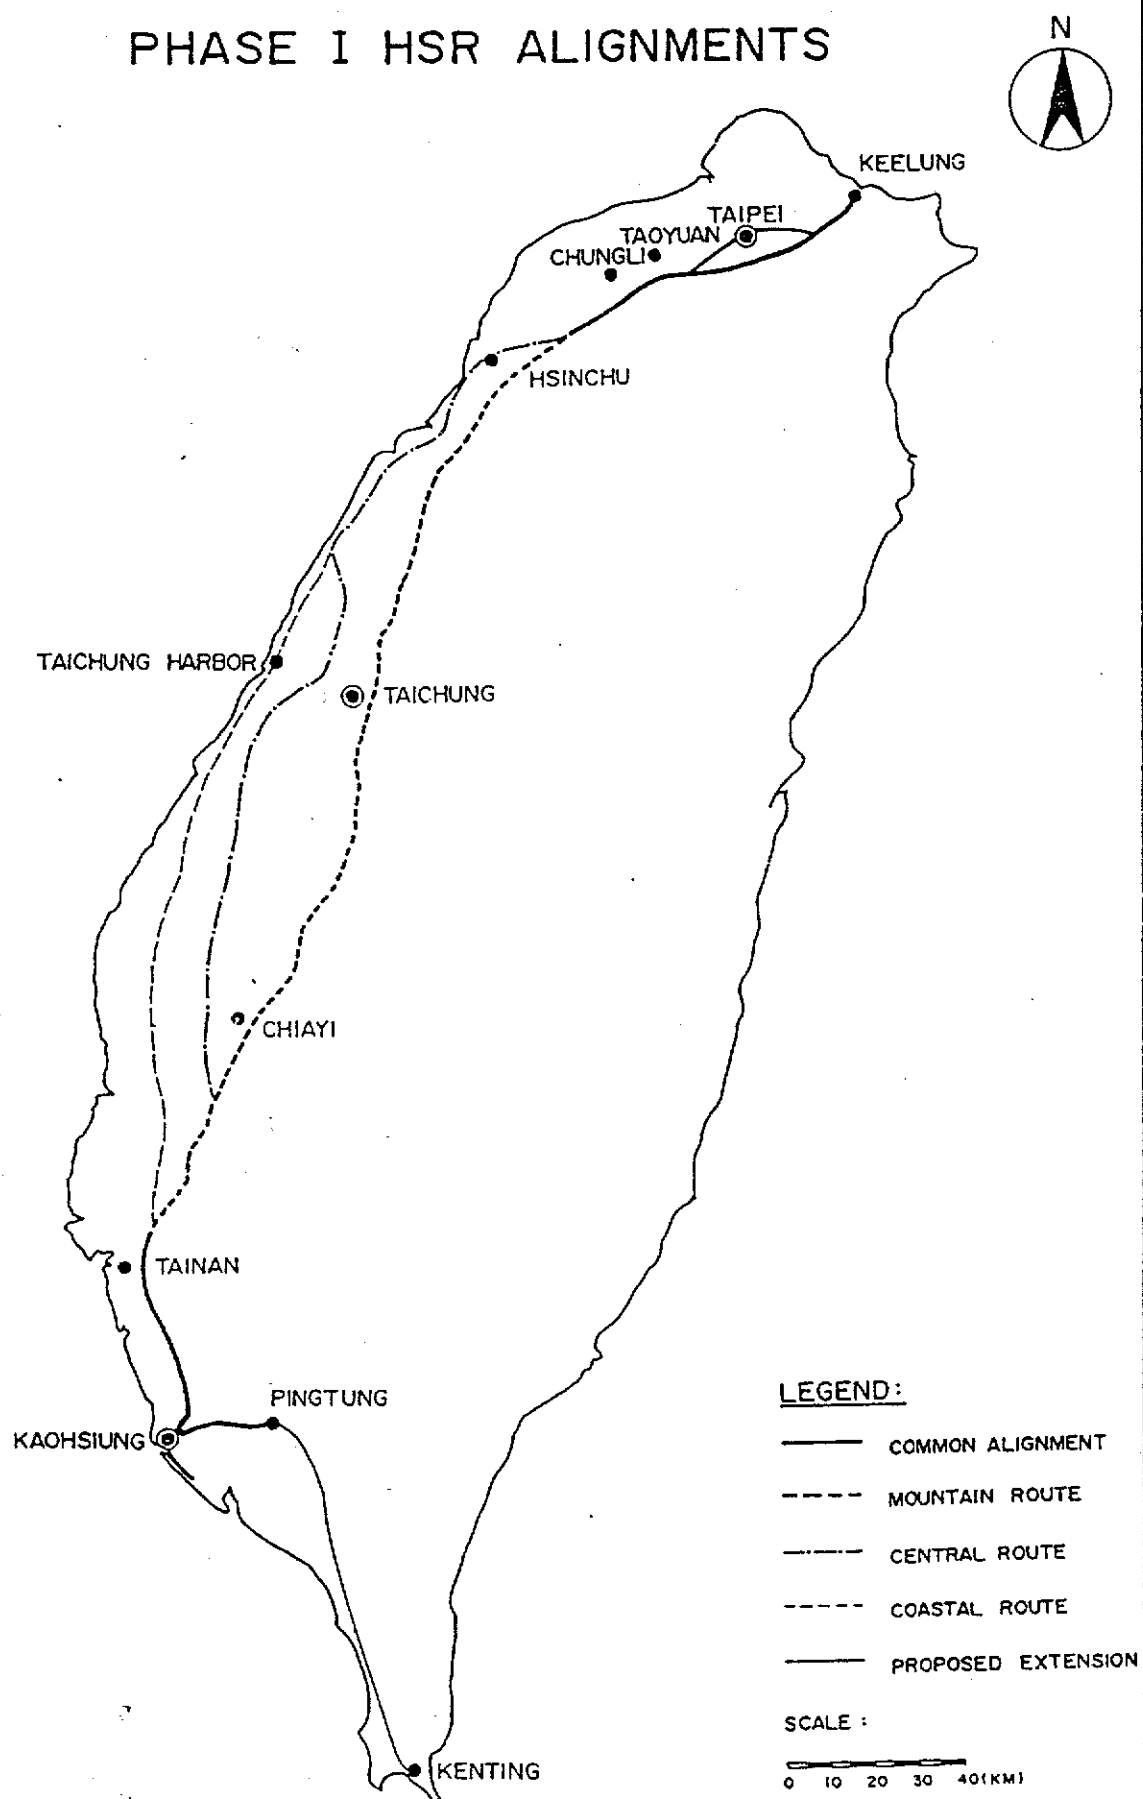 PHASE I HSR ALIGNMENTS
N
KEELUNG
TAIPEI
TAOYUAN
CHUNGLI
HSINCHU
TAICHUNG HARBOR
TAICHUNG
CHIAYI
TAINAN
PINGTUNG
KAOHSIUNG
KENTING
LEGEND:
COMMON ALIGNMENT
MOUNTAIN ROUTE
CENTRAL ROUTE
COASTAL ROUTE
PROPOSED EXTENSION
SCALE :
0 10 20 30 40(KM)